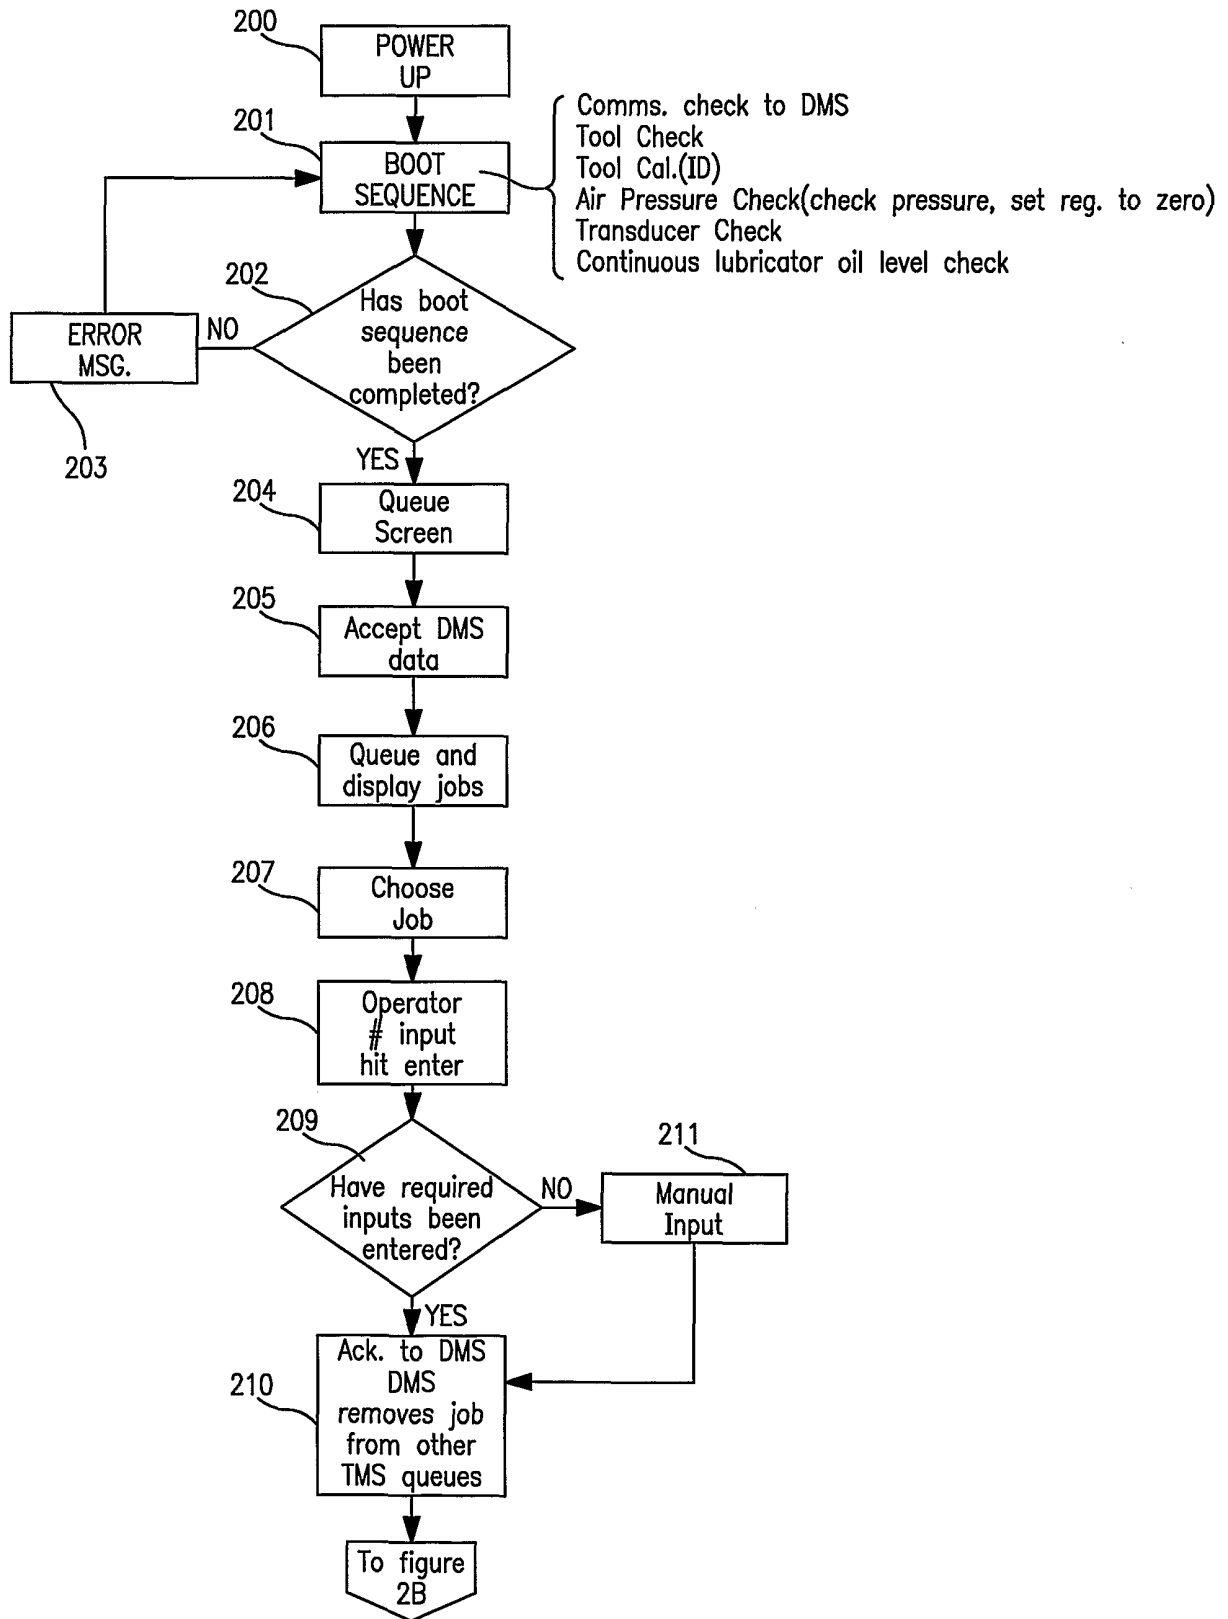 200
POWER
UP
201
BOOT
SEQUENCE
Comms. check to DMS
Tool Check
Tool Cal.(ID)
Air Pressure Check(check pressure, set reg. to zero)
Transducer Check
Continuous lubricator oil level check
202
Has boot
sequence
been
completed?
NO
ERROR
MSG.
203
YES
204
Queue
Screen
205
Accept DMS
data
206
Queue and
display jobs
207
Choose
Job
208
Operator
# input
hit enter
209
Have required
inputs been
entered?
NO
211
Manual
Input
YES
210
Ack. to DMS
DMS
removes job
from other
TMS queues
To figure
2B